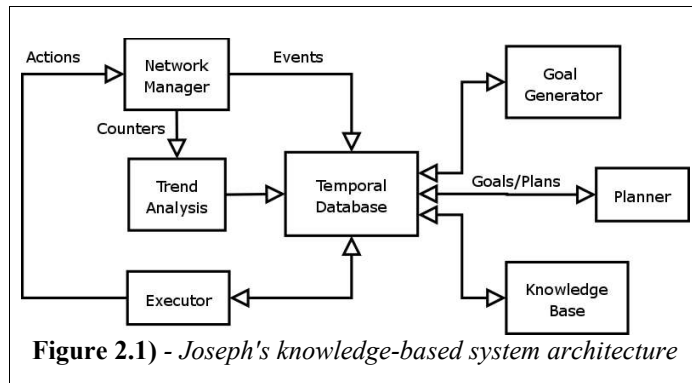 Actions
Network
Manager
Events
Goal
Generator
Counters
Trend
Analysis
Temporal
Database
Goals/Plans
Planner
Executor
Knowledge
Base
Figure 2.1) - Joseph's knowledge-based system architecture